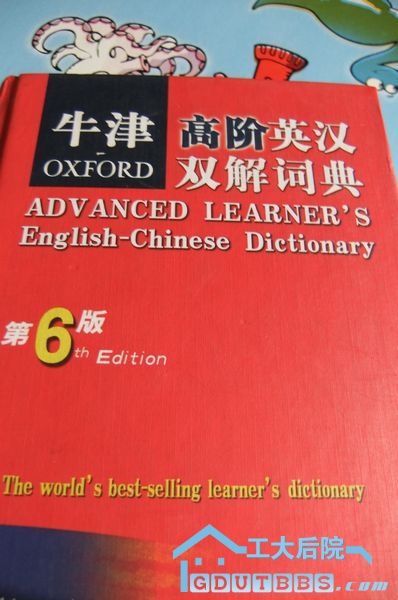 牛津
OXFORD
高阶英汉
双解词典
ADVANCED LEARNER'S
English-Chinese Dictionary
第6版
th Edition
The world's best-selling learner's dictionary
工大后院
GDUTBBS.com